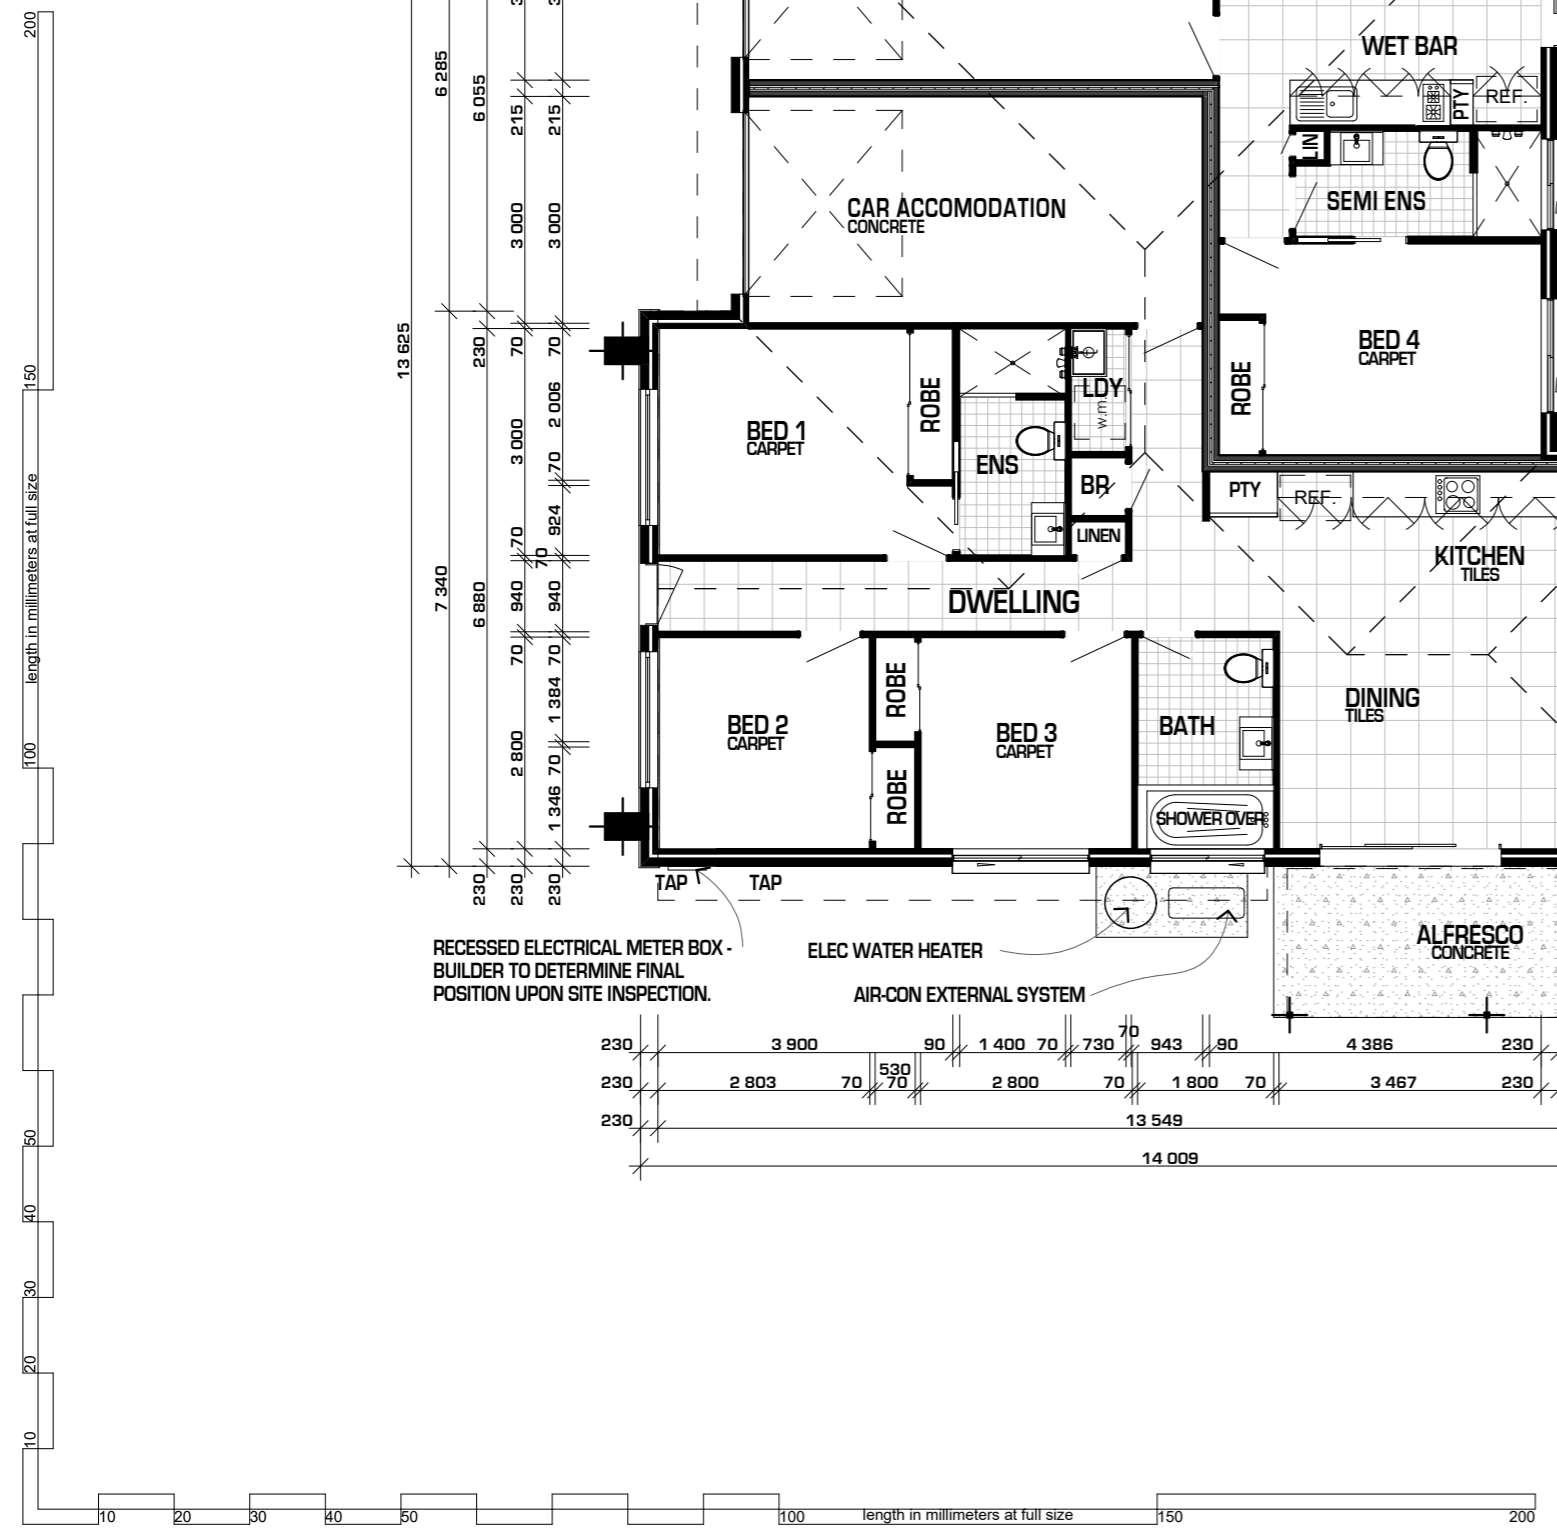 WET BAR
PTY
REF.
LIN
SEMI ENS
CAR ACCOMODATION
CONCRETE
BED 4
CARPET
ROBE
BED 1
CARPET
ROBE
ENS
LDY
w.m.
BR
LINEN
PTY
REF.
KITCHEN
TILES
DWELLING
BED 2
CARPET
ROBE
ROBE
BED 3
CARPET
BATH
SHOWER OVER
DINING
TILES
TAP
TAP
ALFRESCO
CONCRETE
RECESSED ELECTRICAL METER BOX -
BUILDER TO DETERMINE FINAL
POSITION UPON SITE INSPECTION.
ELEC WATER HEATER
AIR-CON EXTERNAL SYSTEM
13 625
6 285
7 340
6 055
230
6 880
230
215
3 000
70
3 000
70
940
70
2 800
230
215
3 000
70
2 006
70
924
70
940
70
1 384
70
1 346
230
230
3 900
90
1 400
70
730
70
943
90
4 386
230
230
2 803
70
530
70
2 800
70
1 800
70
3 467
230
230
13 549
14 009
200
150
length in millimeters at full size
100
50
40
30
20
10
10
20
30
40
50
100
length in millimeters at full size
150
200